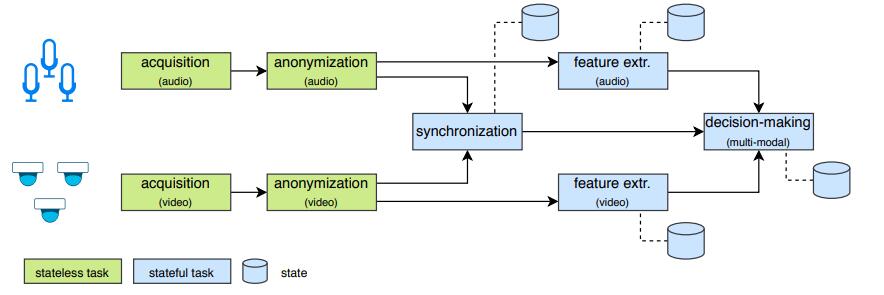 acquisition
(audio)
anonymization
(audio)
feature extr.
(audio)
synchronization
decision-making
(multi-modal)
acquisition
(video)
anonymization
(video)
feature extr.
(video)
stateless task
stateful task
state